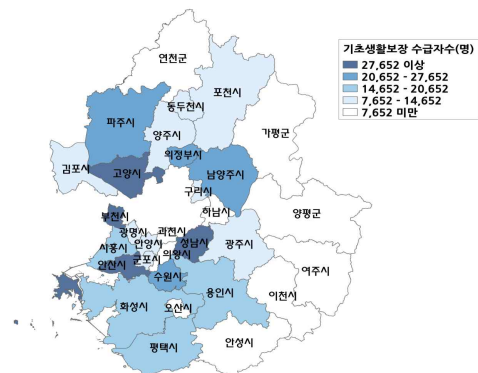 기초생활보장 수급자수(명)
27,652 이상
20,652 - 27,652
14,652 - 20,652
7,652 - 14,652
7,652 미만
연천군
포천시
동두천시
파주시
양주시
가평군
의정부시
김포시
고양시
남양주시
구리시
하남시
양평군
부천시
광명시
과천시
시흥시
안양시
성남시
광주시
의왕시
안산시
군포시
여주시
수원시
용인시
이천시
화성시
오산시
평택시
안성시